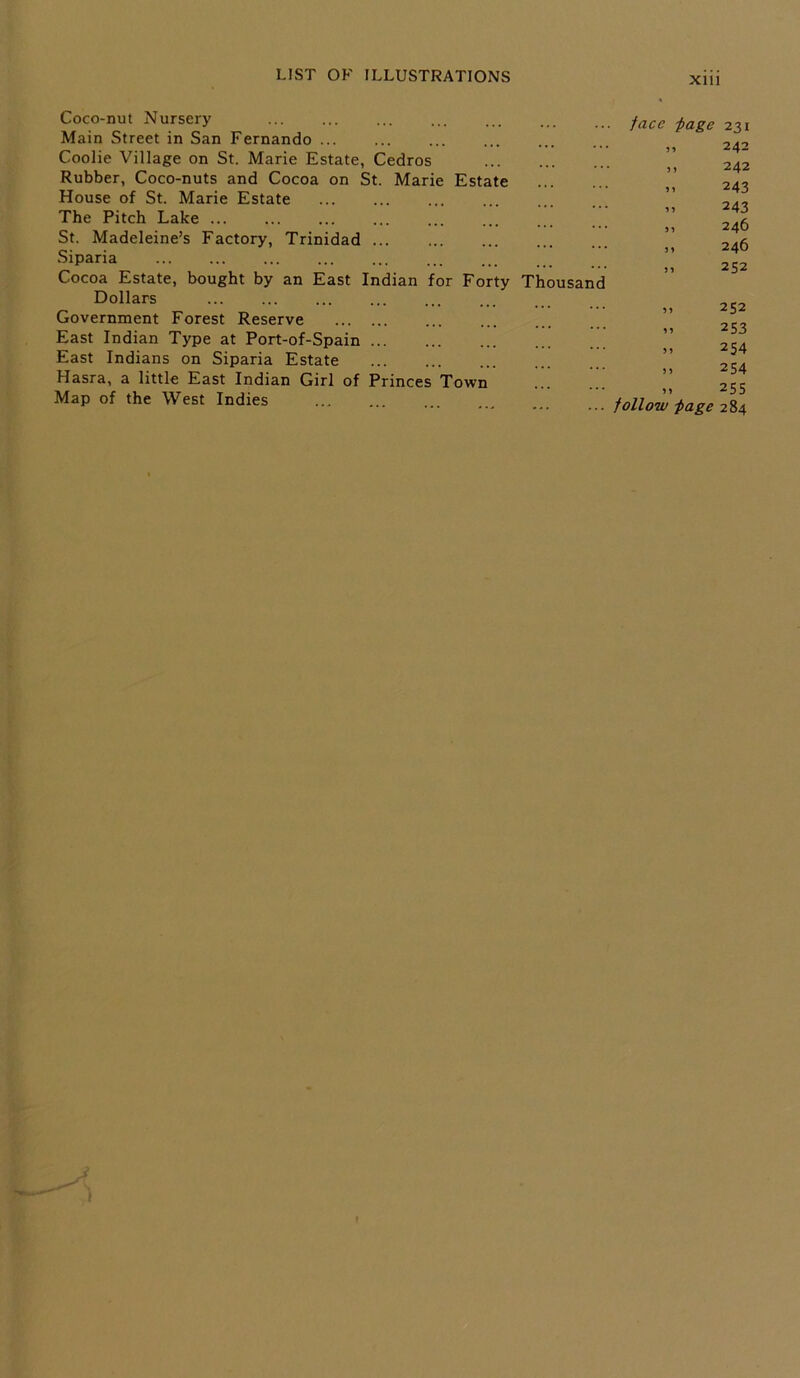 LIST OF ILLUSTRATIONS xiii
Coco-nut Nursery ... ... ... ... ... ... ... face page 231
Main Street in San Fernando ... ... ... ... ... ... ,, 242
Coolie Village on St. Marie Estate, Cedros ... ... ... ,, 242
Rubber, Coco-nuts and Cocoa on St. Marie Estate ... ... ,, 243
House of St. Marie Estate ... ... ... ... ... ... ,, 243
The Pitch Lake ... ... ... ... ... ... ... ... ,, 246
St. Madeleine's Factory, Trinidad ... ... ... ... ... ,, 246
Siparia ... ... ... ... ... ... ... ... ... ,, 252
Cocoa Estate, bought by an East Indian for Forty Thousand
Dollars ... ... ... ... ... ... ... ... ,, 252
Government Forest Reserve ... ... ... ... ... ... ,, 253
East Indian Type at Port-of-Spain ... ... ... ... ... ,, 254
East Indians on Siparia Estate ... ... ... ... ... ,, 254
Hasra, a little East Indian Girl of Princes Town ... ... ,, 255
Map of the West Indies ... ... ... ... ... ... follow page 284